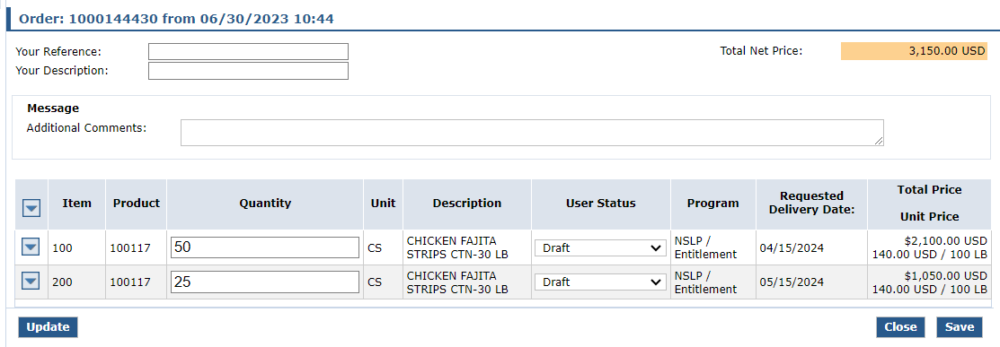 Order: 1000144430 from 06/30/2023 10:44
Your Reference:
Total Net Price: 3,150.00 USD
Your Description:
Message
Additional Comments:
Item Product Quantity Unit Description User Status Program Requested Delivery Date: Total Price Unit Price
100 100117 50 CS CHICKEN FAJITA STRIPS CTN-30 LB Draft NSLP / Entitlement 04/15/2024 $2,100.00 USD 140.00 USD / 100 LB
200 100117 25 CS CHICKEN FAJITA STRIPS CTN-30 LB Draft NSLP / Entitlement 05/15/2024 $1,050.00 USD 140.00 USD / 100 LB
Update Close Save